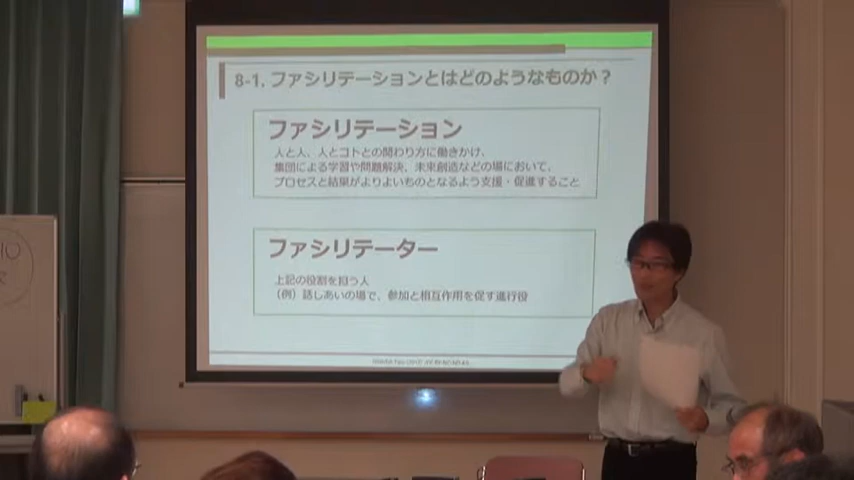 8-1. ファシリテーションとはどのようなものか？
ファシリテーション
人と人、人とコトとの関わり方に働きかけ、
集団による学習や問題解決、未来創造などの場において、
プロセスと結果がよりよいものとなるよう支援・促進すること
ファシリテーター
上記の役割を担う人
（例）話しあいの場で、参加と相互作用を促す進行役